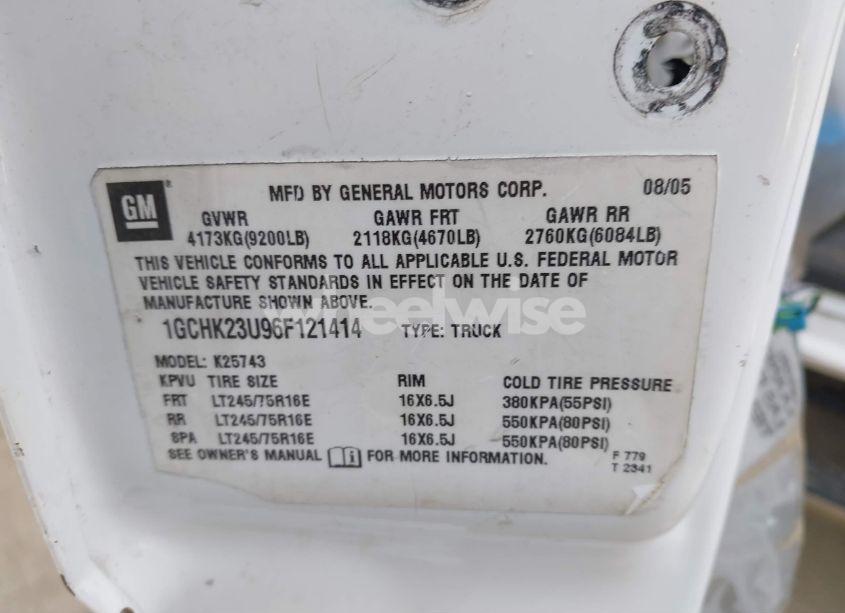 GM
MFD BY GENERAL MOTORS CORP. 08/05
GVWR GAWR FRT GAWR RR
4173KG(9200LB) 2118KG(4670LB) 2760KG(6084LB)
THIS VEHICLE CONFORMS TO ALL APPLICABLE U.S. FEDERAL MOTOR
VEHICLE SAFETY STANDARDS IN EFFECT ON THE DATE OF
MANUFACTURE SHOWN ABOVE.
wheelwise
1GCHK23U96F121414 TYPE: TRUCK
MODEL: K25743
KPVU TIRE SIZE RIM COLD TIRE PRESSURE
FRT LT245/75R16E 16X6.5J 380KPA(55PSI)
RR LT245/75R16E 16X6.5J 550KPA(80PSI)
SPA LT245/75R16E 16X6.5J 550KPA(80PSI)
SEE OWNER'S MANUAL FOR MORE INFORMATION.
F 779
T 2341